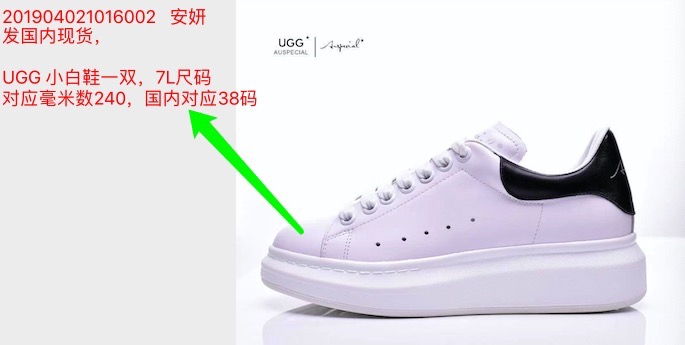 201904021016002 安妍
发国内现货，
UGG 小白鞋一双，7L尺码
对应毫米数240，国内对应38码
UGG
AUSPECIAL
Auspecial